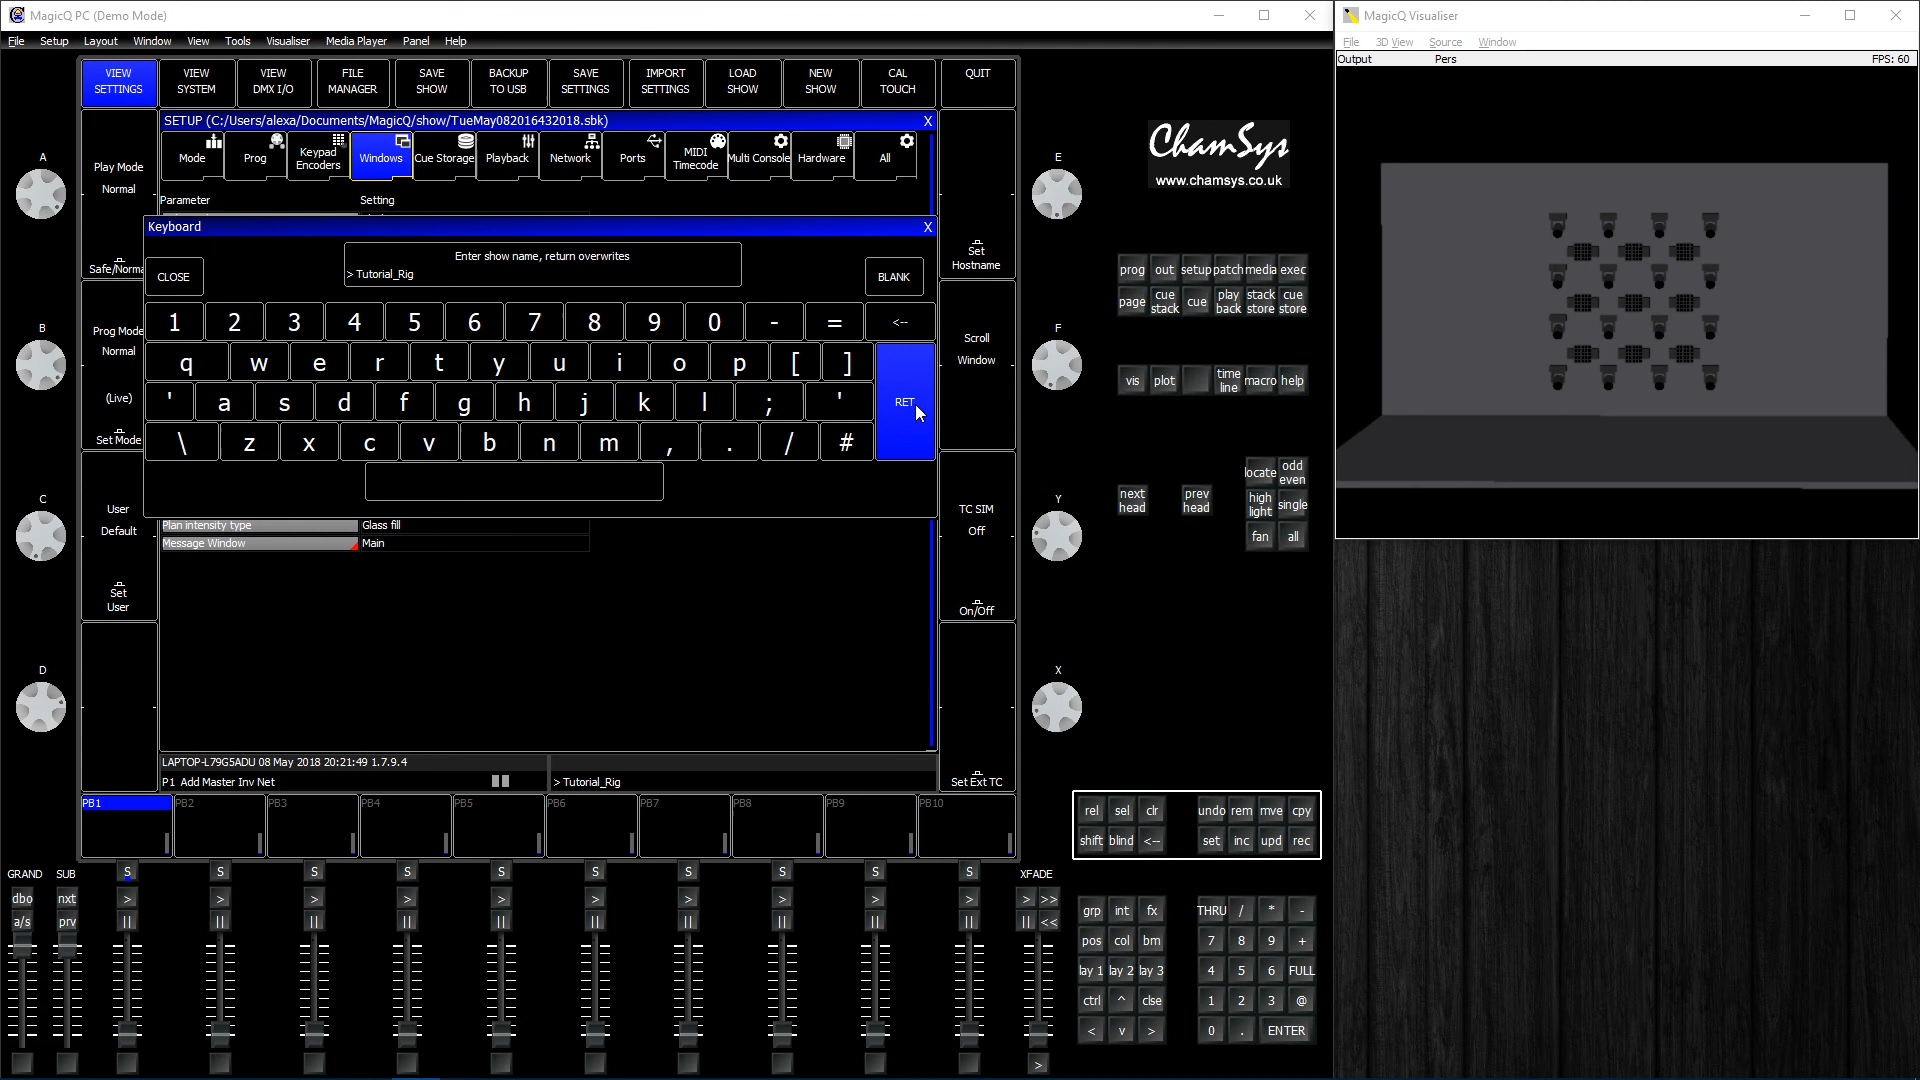 MagicQ PC (Demo Mode)
File Setup Layout Window View Tools Visualiser Media Player Panel Help
VIEW SETTINGS
VIEW SYSTEM
VIEW DMX I/O
FILE MANAGER
SAVE SHOW
BACKUP TO USB
SAVE SETTINGS
IMPORT SETTINGS
LOAD SHOW
NEW SHOW
CAL TOUCH
QUIT
SETUP (C:/Users/alexa/Documents/MagicQ/show/TueMay082016432018.sbk) X
Mode Prog Keypad Encoders Windows Cue Storage Playback Network Ports MIDI Timecode Multi Console Hardware All
Parameter Setting
Keyboard X
Enter show name, return overwrites
> Tutorial_Rig
CLOSE
BLANK
1 2 3 4 5 6 7 8 9 0 - = <--
q w e r t y u i o p [ ]
' a s d f g h j k l ; '
RET
\ z x c v b n m , . / #
Plan intensity type Glass fill
Message Window Main
A
Play Mode
Normal
Safe/Norma
B
Prog Mode
Normal
(Live)
Set Mode
C
User
Default
Set
User
D
E
Set
Hostname
F
Scroll
Window
Y
TC SIM
Off
On/Off
X
Set Ext TC
LAPTOP-L79G5ADU 08 May 2018 20:21:49 1.7.9.4
P1 Add Master Inv Net
> Tutorial_Rig
PB1 PB2 PB3 PB4 PB5 PB6 PB7 PB8 PB9 PB10
GRAND SUB S S S S S S S S S S XFADE
dbo nxt > > > > > > > > > > > >>
a/s prv || || || || || || || || || || || <<
>
ChamSys
www.chamsys.co.uk
prog out setup patch media exec
page cue stack cue play back stack store cue store
vis plot time line macro help
next head prev head
locate odd even
high light single
fan all
rel sel clr undo rem mve cpy
shift blind <-- set inc upd rec
grp int fx THRU / * -
pos col bm 7 8 9 +
lay 1 lay 2 lay 3 4 5 6 FULL
ctrl ^ clse 1 2 3 @
< v > 0 . ENTER
MagicQ Visualiser
File 3D View Source Window
Output Pers FPS: 60